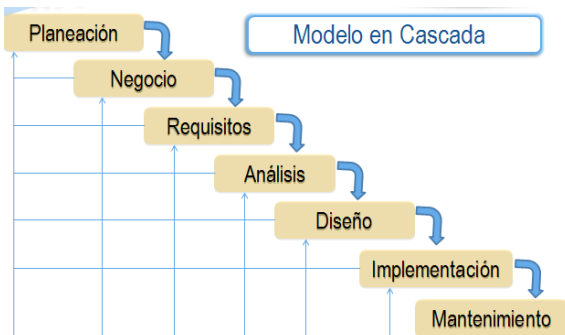 Planeación
Modelo en Cascada
Negocio
Requisitos
Análisis
Diseño
Implementación
Mantenimiento